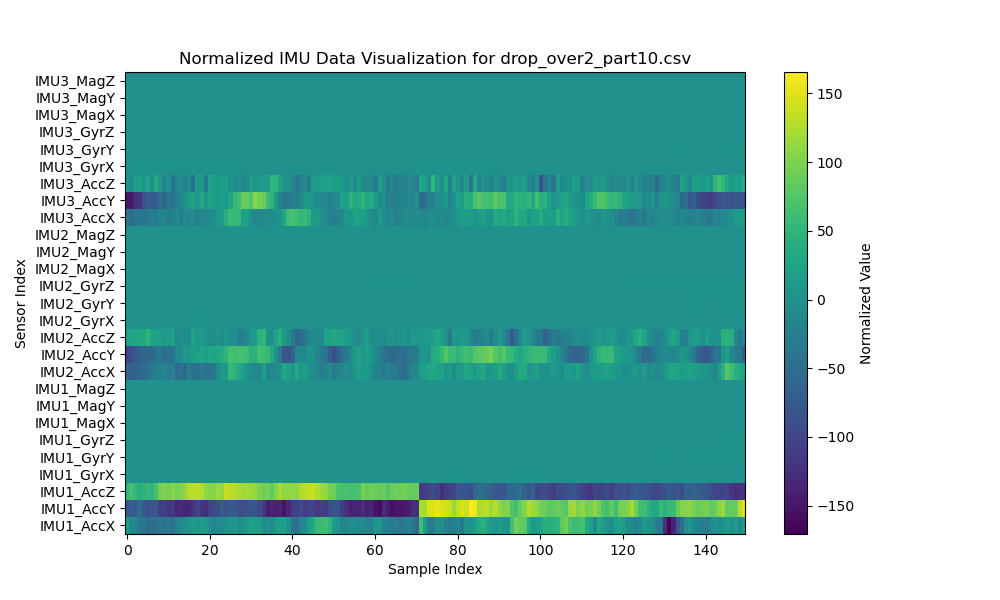 Normalized IMU Data Visualization for drop_over2_part10.csv
IMU3_MagZ
IMU3_MagY
IMU3_MagX
IMU3_GyrZ
IMU3_GyrY
IMU3_GyrX
IMU3_AccZ
IMU3_AccY
IMU3_AccX
IMU2_MagZ
IMU2_MagY
IMU2_MagX
IMU2_GyrZ
IMU2_GyrY
IMU2_GyrX
IMU2_AccZ
IMU2_AccY
IMU2_AccX
IMU1_MagZ
IMU1_MagY
IMU1_MagX
IMU1_GyrZ
IMU1_GyrY
IMU1_GyrX
IMU1_AccZ
IMU1_AccY
IMU1_AccX
Sensor Index
0 20 40 60 80 100 120 140
Sample Index
150
100
50
0
−50
−100
−150
Normalized Value